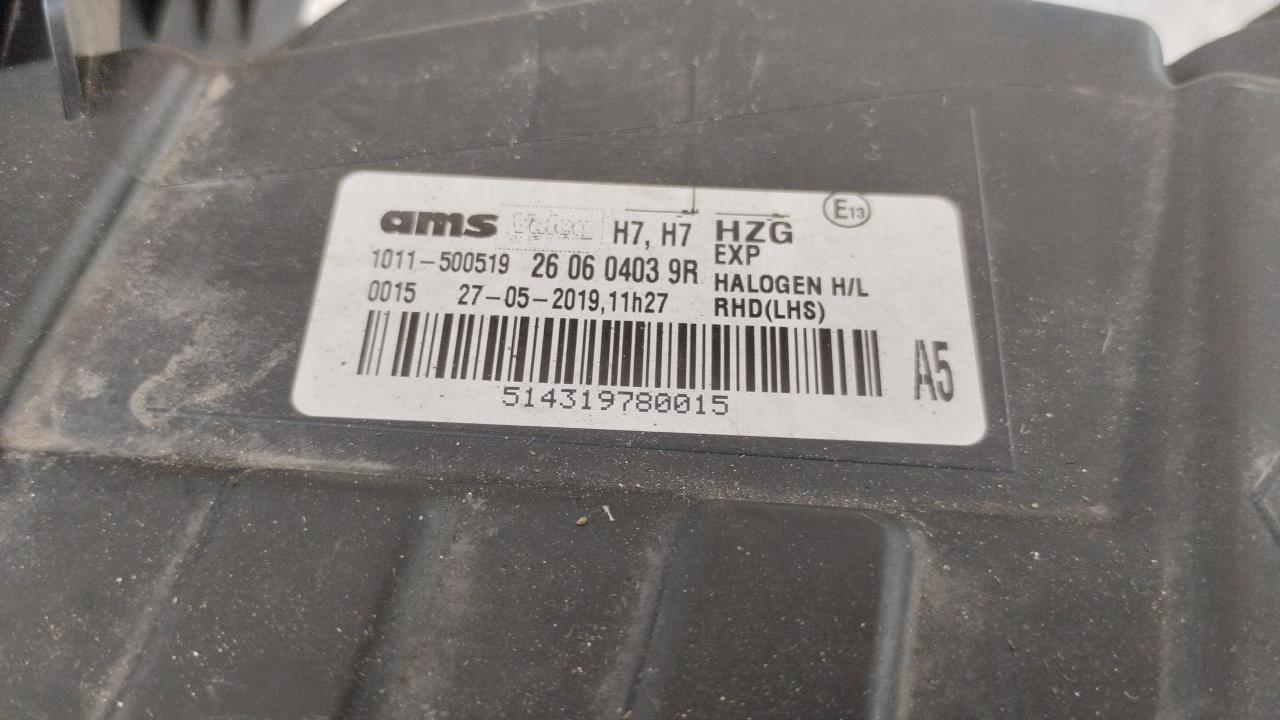 ams Valeo H7, H7 HZG E13
EXP
1011-500519 26 06 0403 9R HALOGEN H/L
0015 27-05-2019, 11h27 RHD(LHS)
A5
514319780015